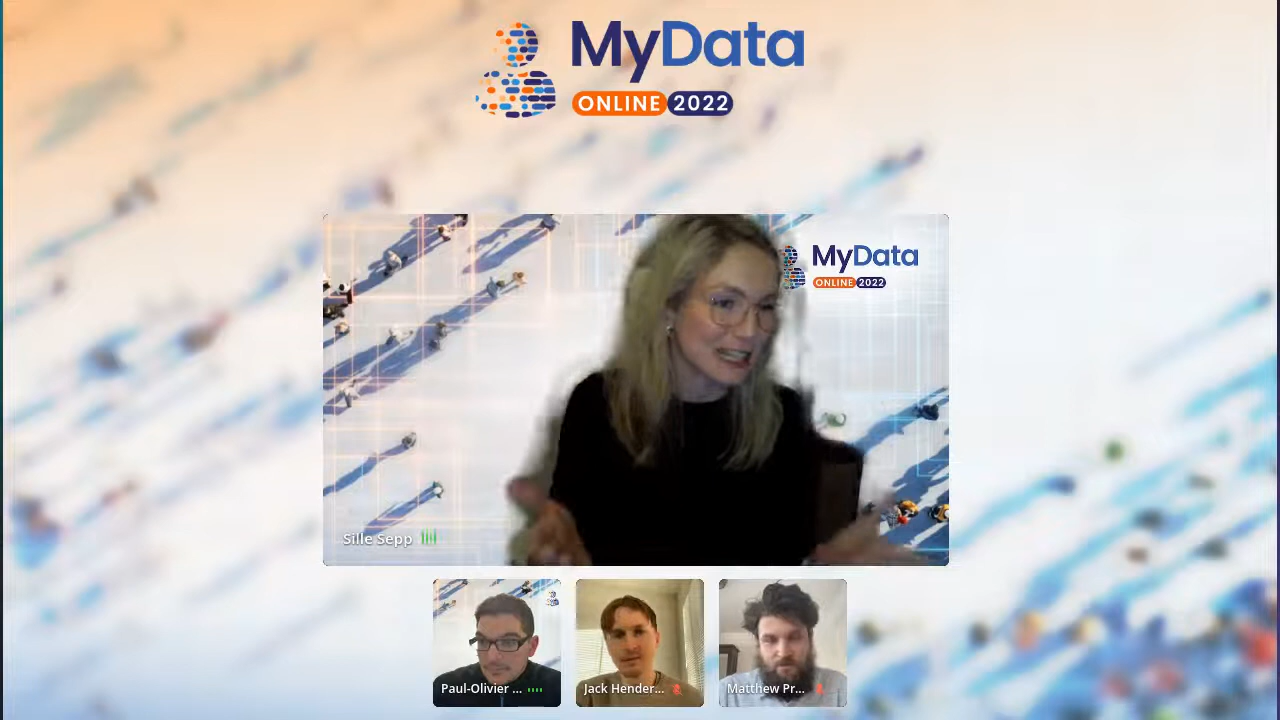 MyData
ONLINE 2022
MyData
ONLINE 2022
Sille Sepp
Paul-Olivier ...
Jack Hender...
Matthew Pr...